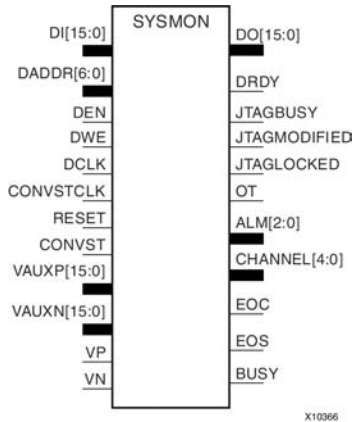 SYSMON
DI[15:0]
DADDR[6:0]
DEN
DWE
DCLK
CONVSTCLK
RESET
CONVST
VAUXP[15:0]
VAUXN[15:0]
VP
VN
DO[15:0]
DRDY
JTAGBUSY
JTAGMODIFIED
JTAGLOCKED
OT
ALM[2:0]
CHANNEL[4:0]
EOC
EOS
BUSY
X10366